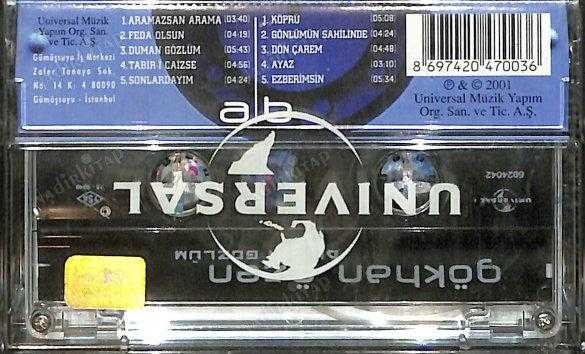 Universal Müzik
Yapım Org. San.
ve Tic. A.Ş.
Gümüşsuyu İş Merkezi
Zafer Tanaya Sok.
No. 14 K. 4 80090
Gümüşsuyu - İstanbul
1. ARAMAZSAN ARAMA (03:40)
2. FEDA OLSUN (04:19)
3. DUMAN GÖZLÜM (05:43)
4. TABİR-İ CAİZSE (04:56)
5. SONLARDAYIM (04:24)
1. KÖPRÜ (05:08)
2. GÖNLÜMÜN SAHİLİNDE (04:24)
3. DÖN ÇAREM (04:48)
4. AYAZ (03:10)
5. EZBERİMSİN (05:34)
8 697420 470036
℗ & © 2001
Universal Müzik Yapım
Org. San. ve Tic. A.Ş.
a b
UNIVERSAL
6024042
UNIVERSAL
gökhan
GÖZLÜM